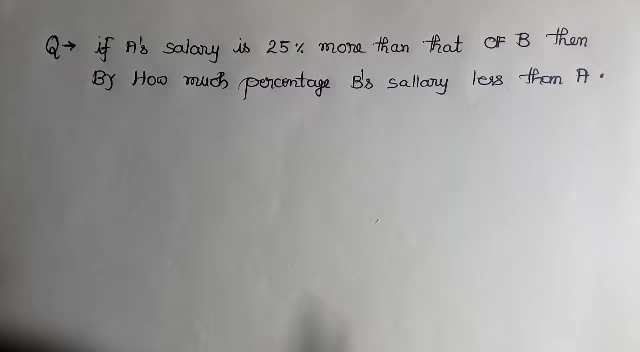 Q→ if A's salary is 25% more than that OF B then
By How much percentage B's sallary less than A.